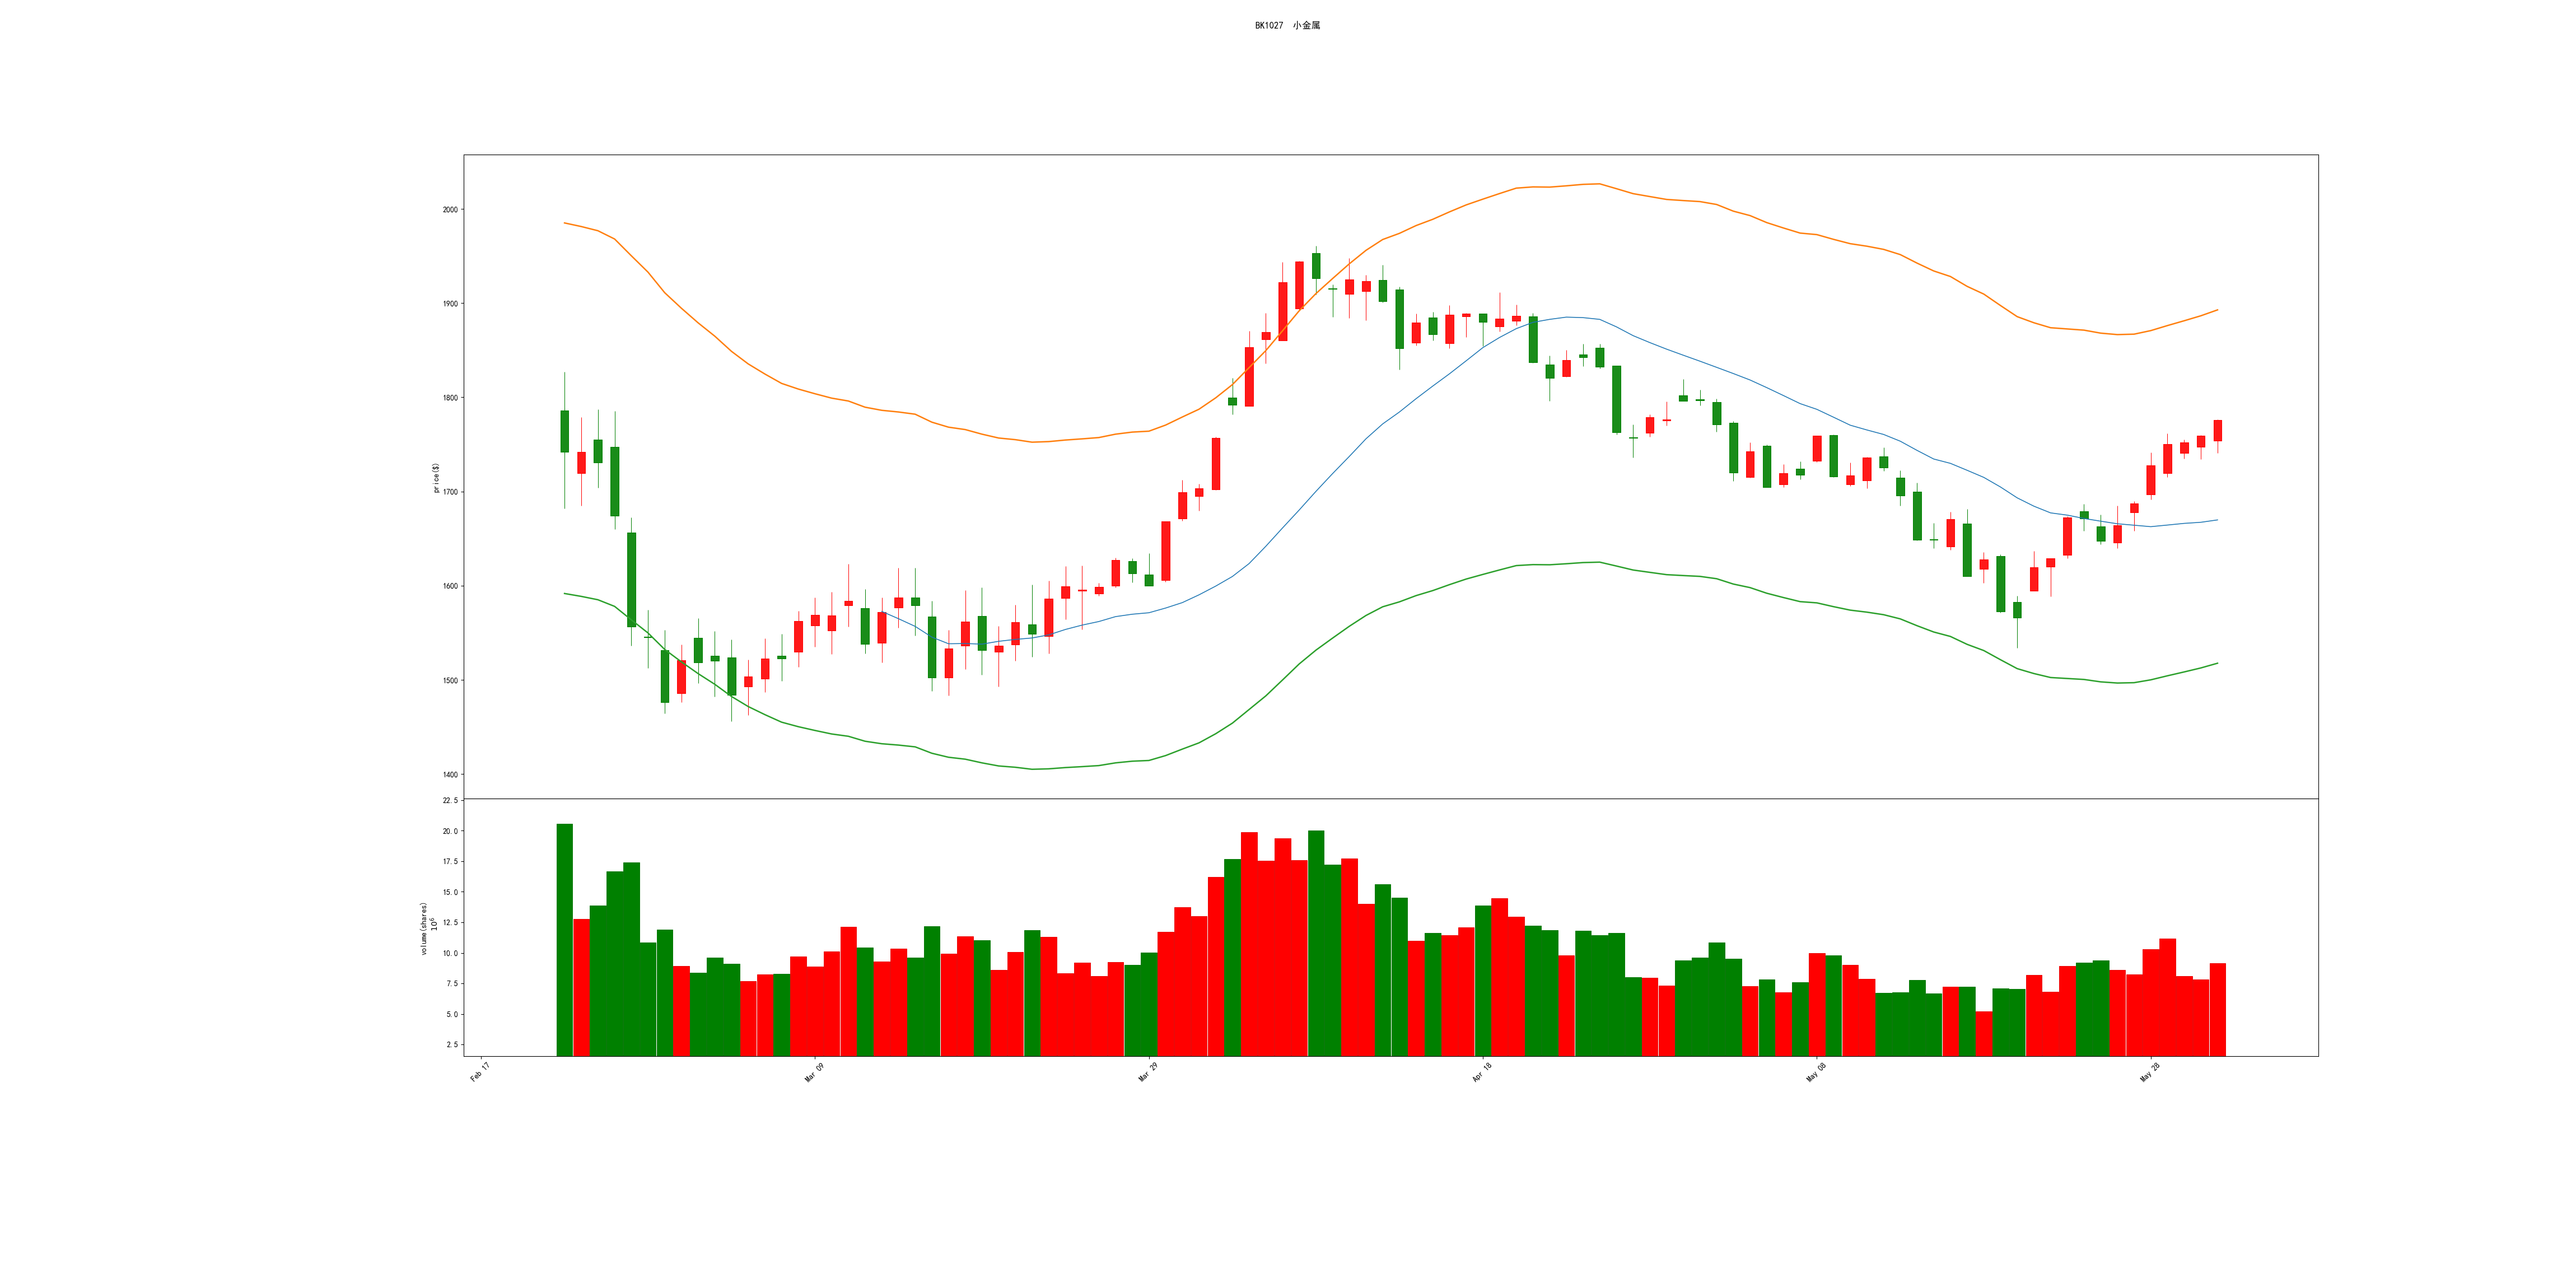 BK1027  小金属
price($)
2000
1900
1800
1700
1600
1500
1400
volume(shares)
10^6
22.5
20.0
17.5
15.0
12.5
10.0
7.5
5.0
2.5
Feb 17
Mar 09
Mar 29
Apr 18
May 08
May 28